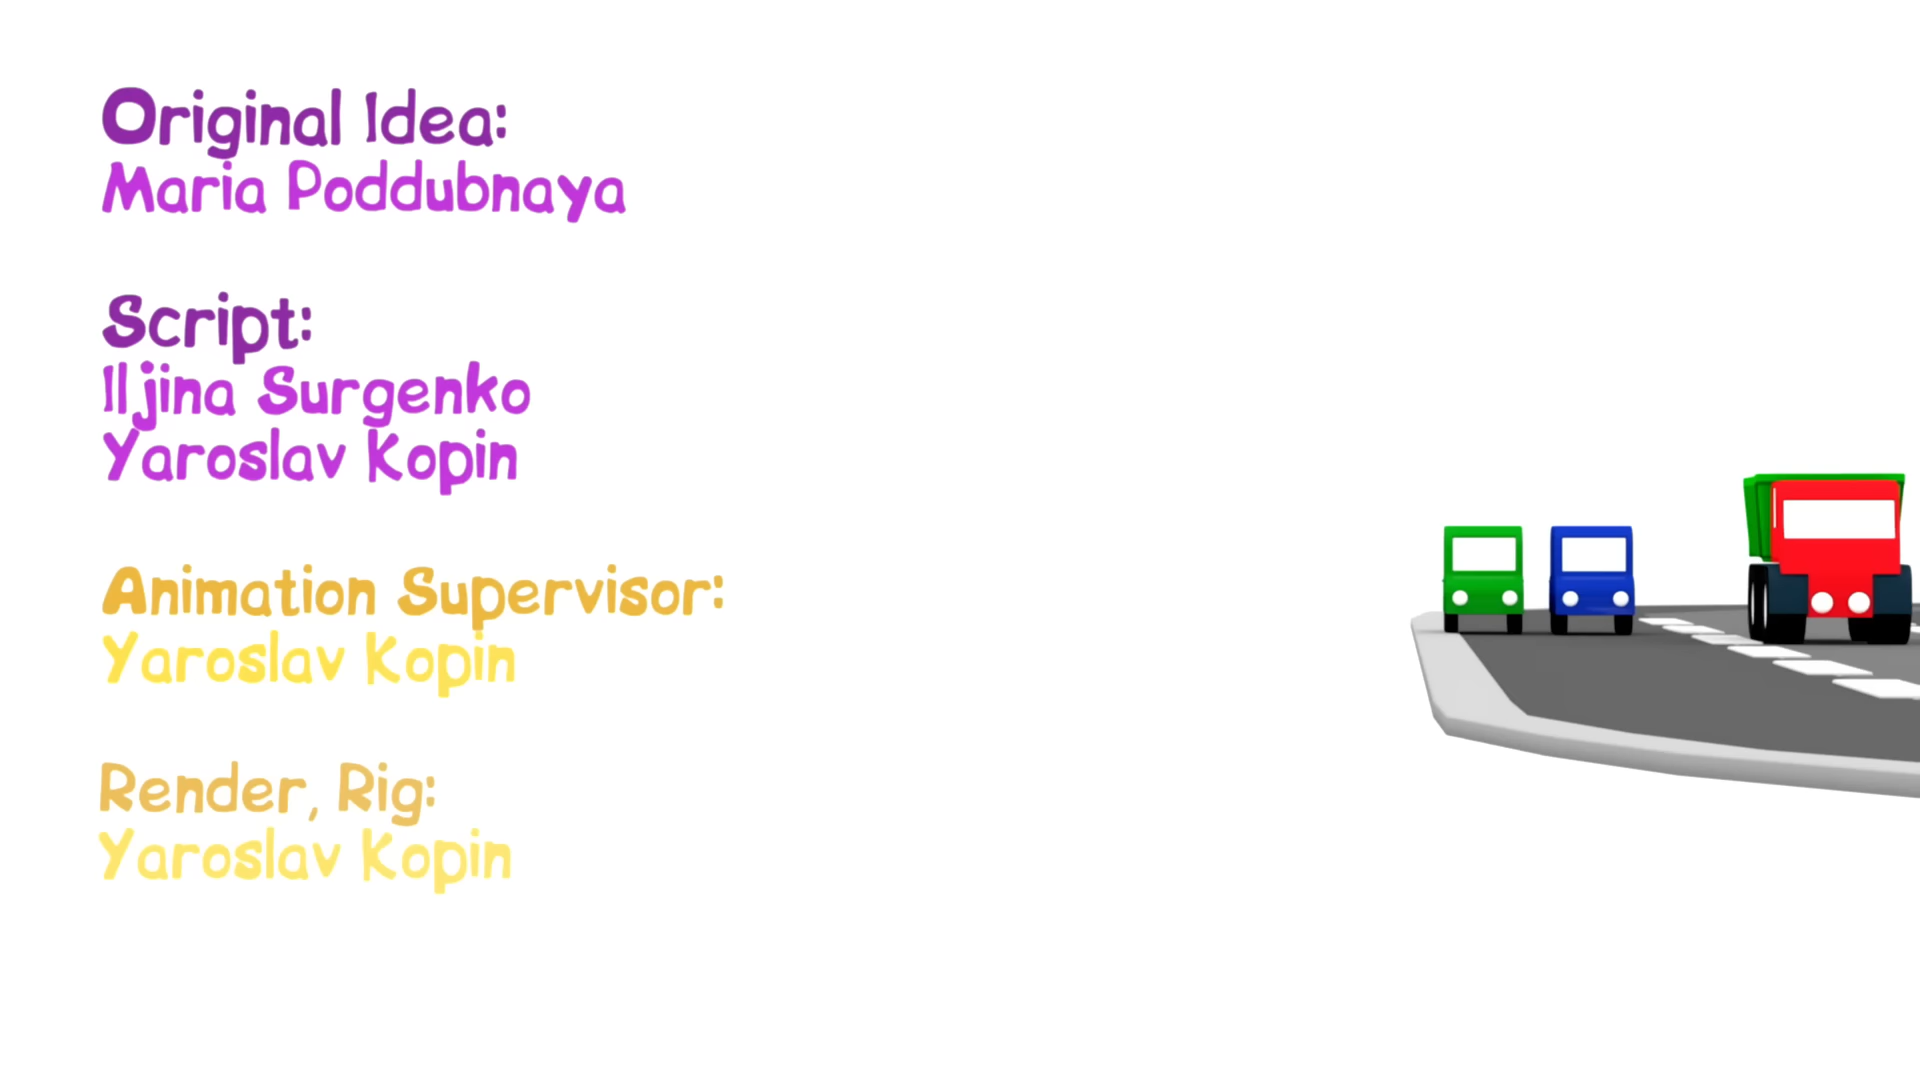 Original Idea:
Maria Poddubnaya
Script:
Iljina Surgenko
Yaroslav Kopin
Animation Supervisor:
Yaroslav Kopin
Render, Rig:
Yaroslav Kopin